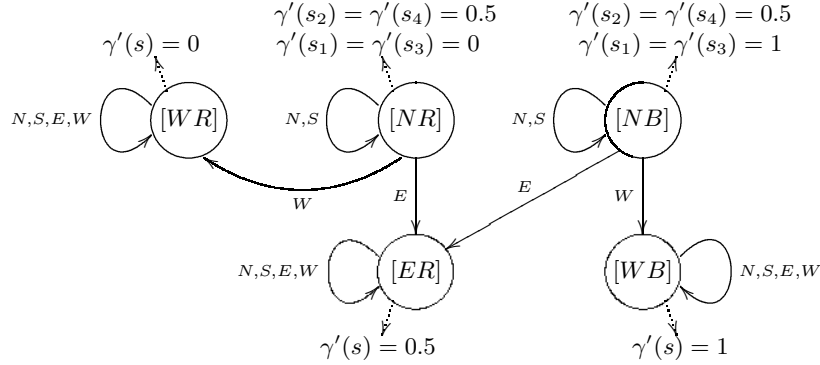 γ′(s₂) = γ′(s₄) = 0.5
γ′(s₂) = γ′(s₄) = 0.5
γ′(s) = 0
γ′(s₁) = γ′(s₃) = 0
γ′(s₁) = γ′(s₃) = 1
N,S,E,W
[WR]
N,S
[NR]
N,S
[NB]
W
E
E
W
N,S,E,W
[ER]
[WB]
N,S,E,W
γ′(s) = 0.5
γ′(s) = 1